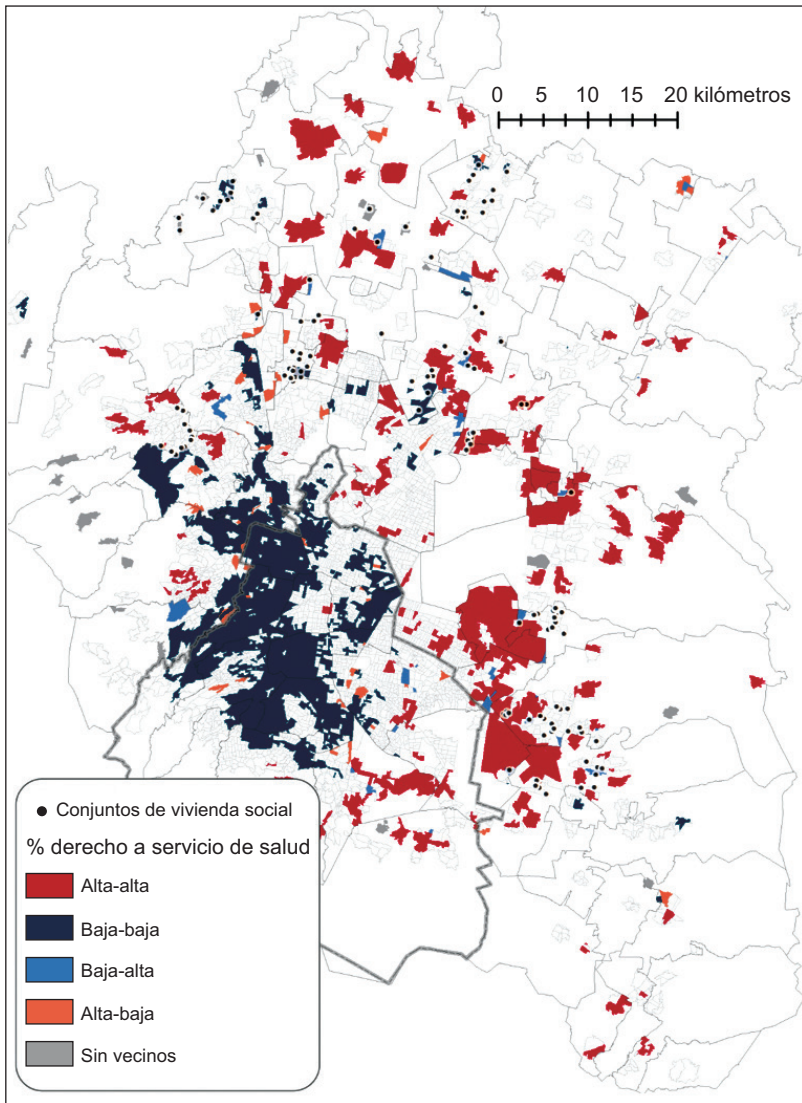 0 5 10 15 20 kilómetros
Conjuntos de vivienda social
% derecho a servicio de salud
Alta-alta
Baja-baja
Baja-alta
Alta-baja
Sin vecinos